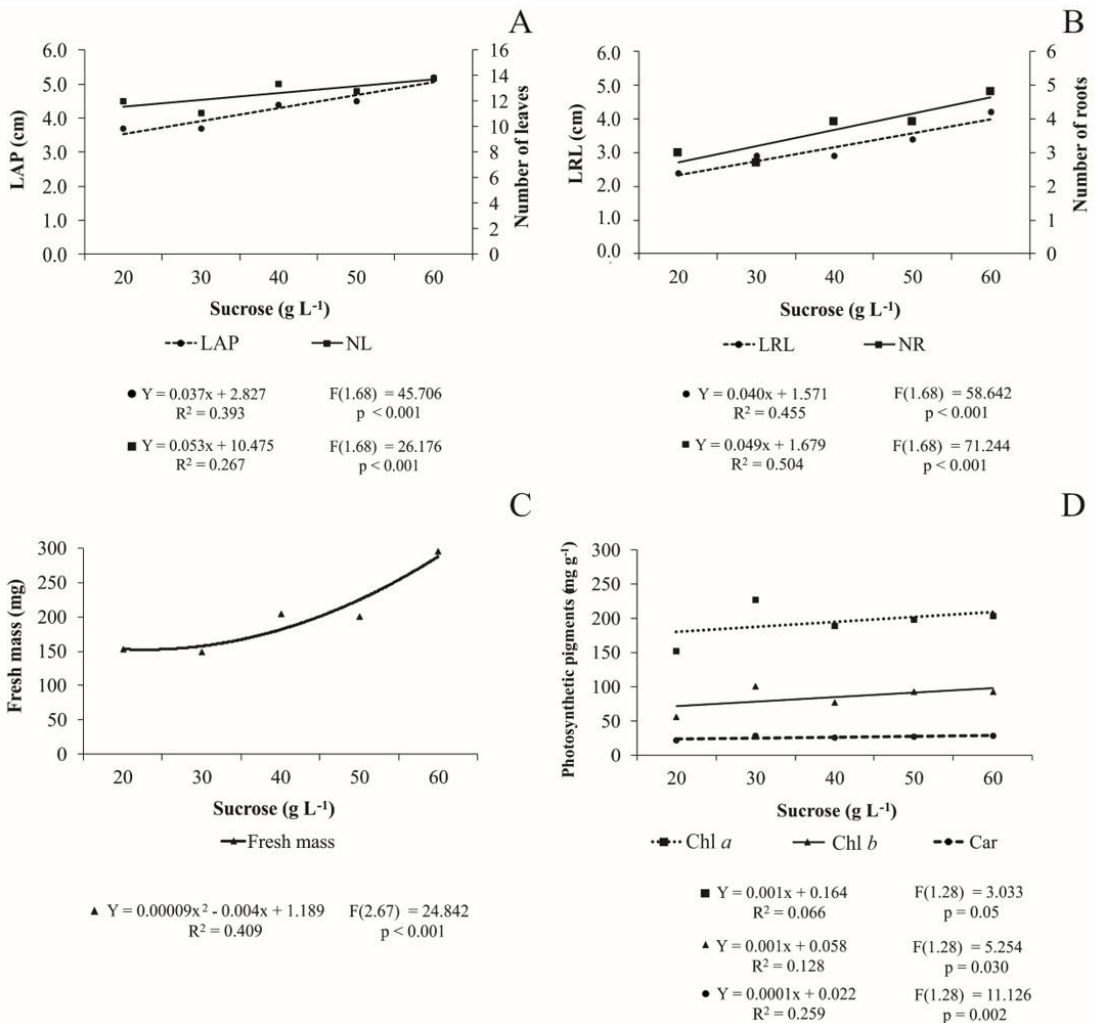 A
6.0
5.0
4.0
3.0
2.0
1.0
0.0
LAP (cm)
16
14
12
10
8
6
4
2
0
Number of leaves
20 30 40 50 60
Sucrose (g L-1)
LAP NL
Y = 0.037x + 2.827 F(1.68) = 45.706
R2 = 0.393 p < 0.001
Y = 0.053x + 10.475 F(1.68) = 26.176
R2 = 0.267 p < 0.001
B
6.0
5.0
4.0
3.0
2.0
1.0
0.0
LRL (cm)
6
5
4
3
2
1
0
Number of roots
20 30 40 50 60
Sucrose (g L-1)
LRL NR
Y = 0.040x + 1.571 F(1.68) = 58.642
R2 = 0.455 p < 0.001
Y = 0.049x + 1.679 F(1.68) = 71.244
R2 = 0.504 p < 0.001
C
300
250
200
150
100
50
0
Fresh mass (mg)
20 30 40 50 60
Sucrose (g L-1)
Fresh mass
Y = 0.00009x2 - 0.004x + 1.189 F(2.67) = 24.842
R2 = 0.409 p < 0.001
D
300
250
200
150
100
50
0
Photosynthetic pigments (mg g-1)
20 30 40 50 60
Sucrose (g L-1)
Chl a Chl b Car
Y = 0.001x + 0.164 F(1.28) = 3.033
R2 = 0.066 p = 0.05
Y = 0.001x + 0.058 F(1.28) = 5.254
R2 = 0.128 p = 0.030
Y = 0.0001x + 0.022 F(1.28) = 11.126
R2 = 0.259 p = 0.002